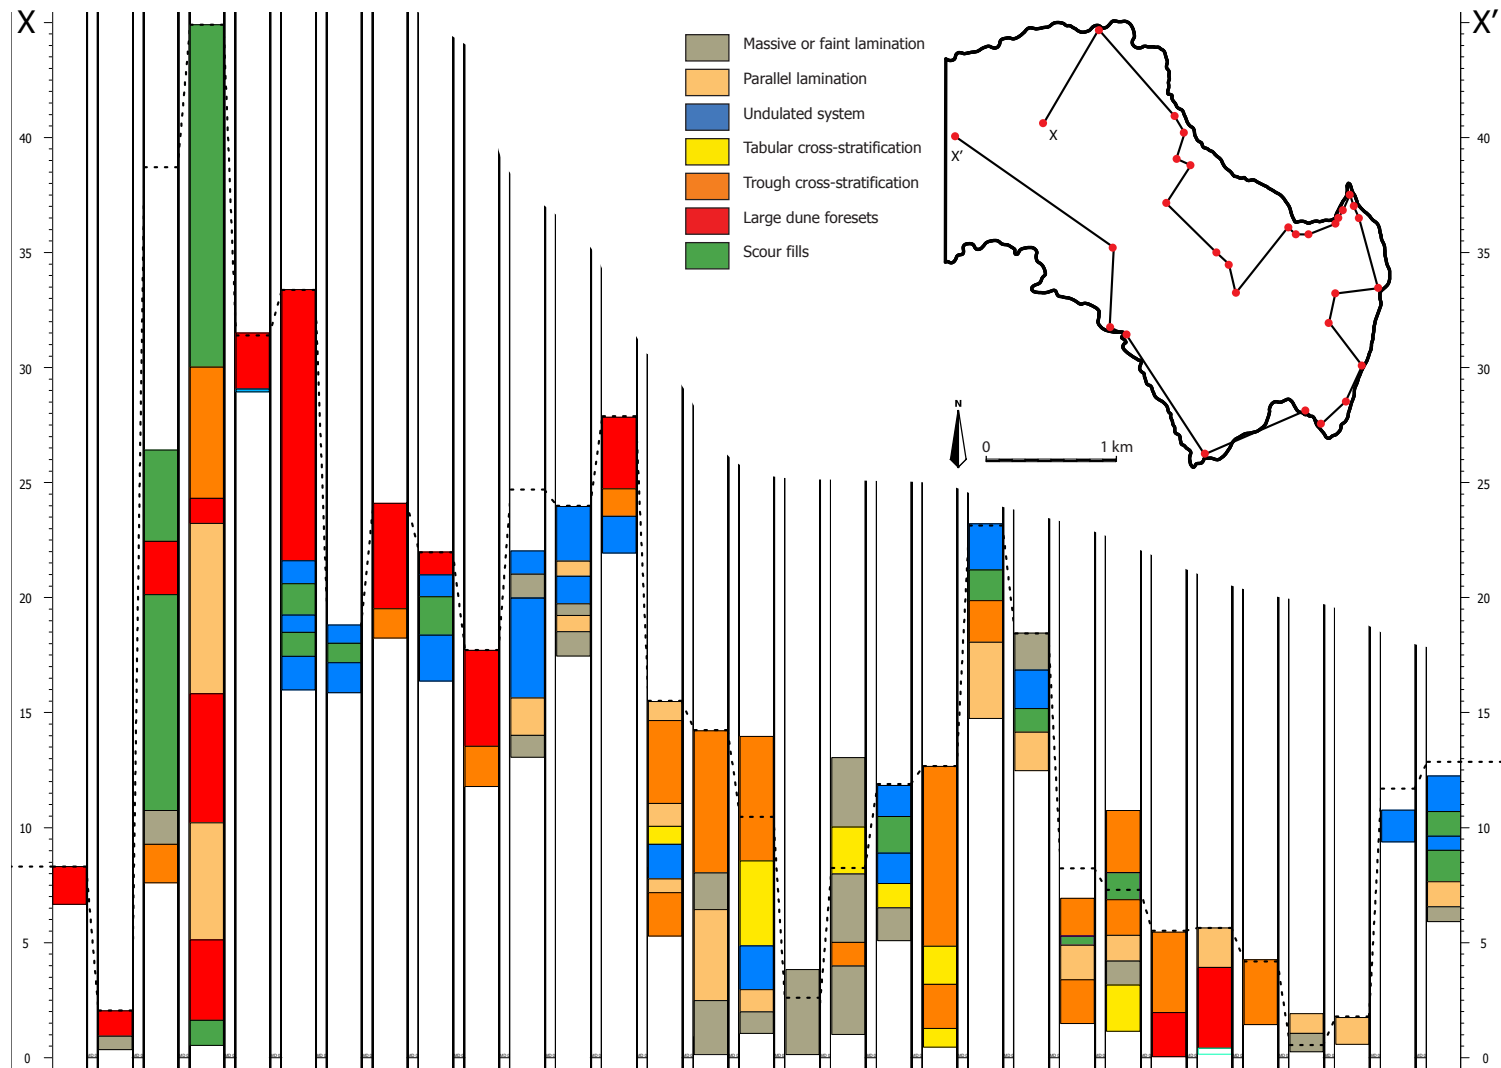 X
X’
Massive or faint lamination
Parallel lamination
Undulated system
Tabular cross-stratification
Trough cross-stratification
Large dune foresets
Scour fills
X
X’
N
0
1 km
40
35
30
25
20
15
10
5
0
40
35
30
25
20
15
10
5
0